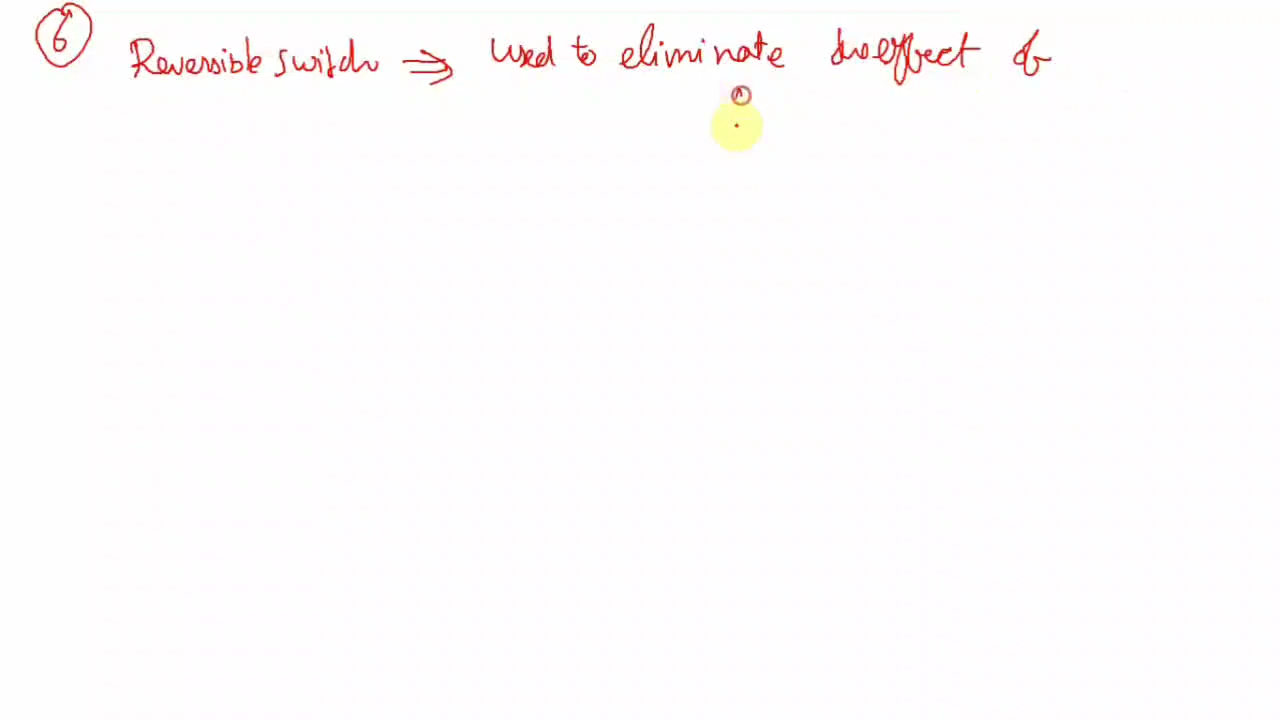 6 Reversible switch ⇒ used to eliminate the effect of